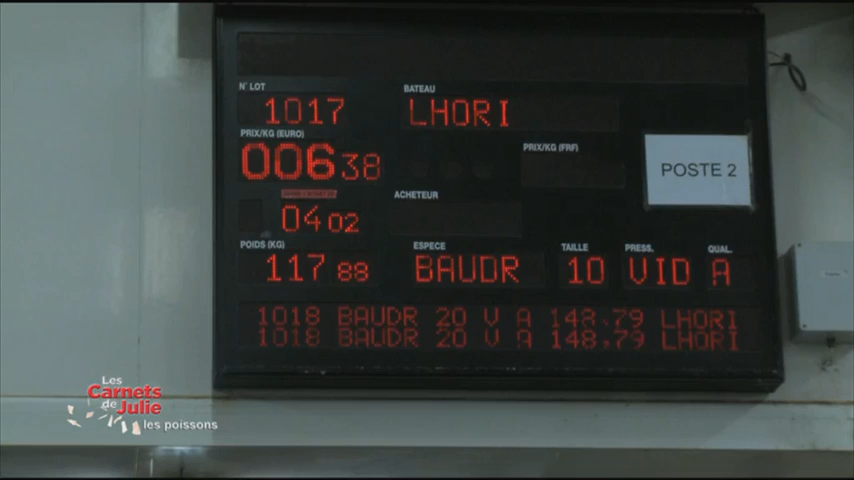 N° LOT
BATEAU
1017
LHORI
PRIX/KG (EURO)
PRIX/KG (FRF)
00638
POSTE 2
ACHETEUR
0402
POIDS (KG)
ESPECE
TAILLE
PRESS.
QUAL.
117 88
BAUDR
10
VID
A
1018 BAUDR 20 V A 148,79 LHORI
1018 BAUDR 20 V A 148,79 LHORI
Les
Carnets
de
Julie
les poissons